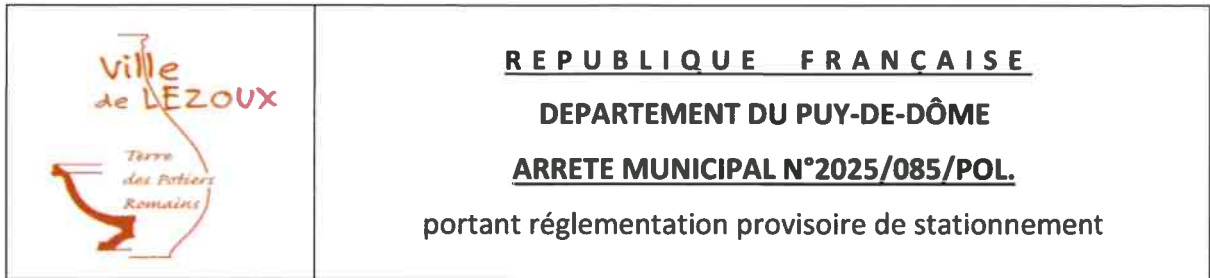 Ville
de LEZOUX
Terre
des Potiers
Romains
REPUBLIQUE FRANÇAISE
DEPARTEMENT DU PUY-DE-DÔME
ARRETE MUNICIPAL N°2025/085/POL.
portant réglementation provisoire de stationnement